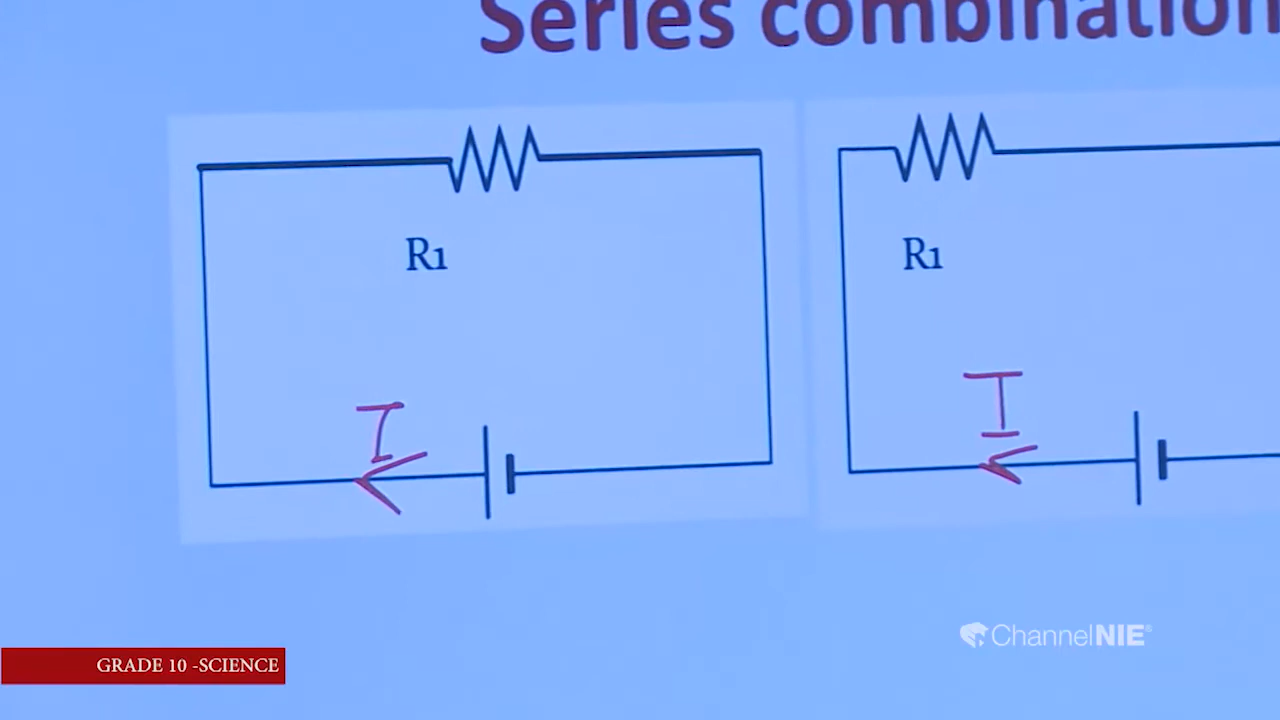 Series combination
R1
R1
I
I
ChannelNIE
GRADE 10 -SCIENCE